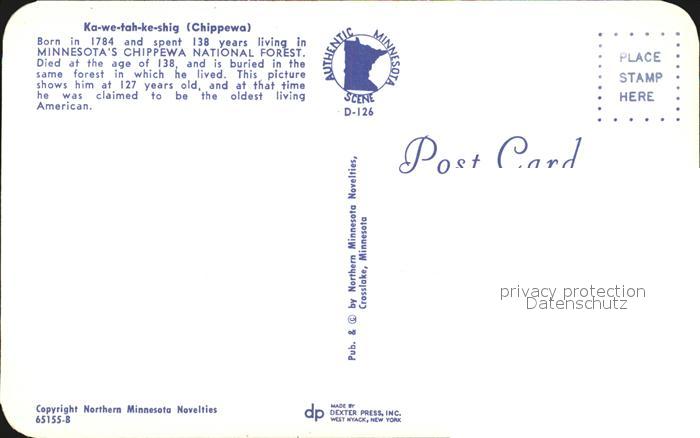 Ka-we-tah-ke-shig (Chippewa)
Born in 1784 and spent 138 years living in
MINNESOTA'S CHIPPEWA NATIONAL FOREST.
Died at the age of 138, and is buried in the
same forest in which he lived. This picture
shows him at 127 years old, and at that time
he was claimed to be the oldest living
American.
AUTHENTIC MINNESOTA
SCENE
D-126
PLACE
STAMP
HERE
Post Card
Pub. & © by Northern Minnesota Novelties,
Crosslake, Minnesota
privacy protection
Datenschutz
Copyright Northern Minnesota Novelties
65155-B
dp
MADE BY
DEXTER PRESS, INC.
WEST NYACK, NEW YORK